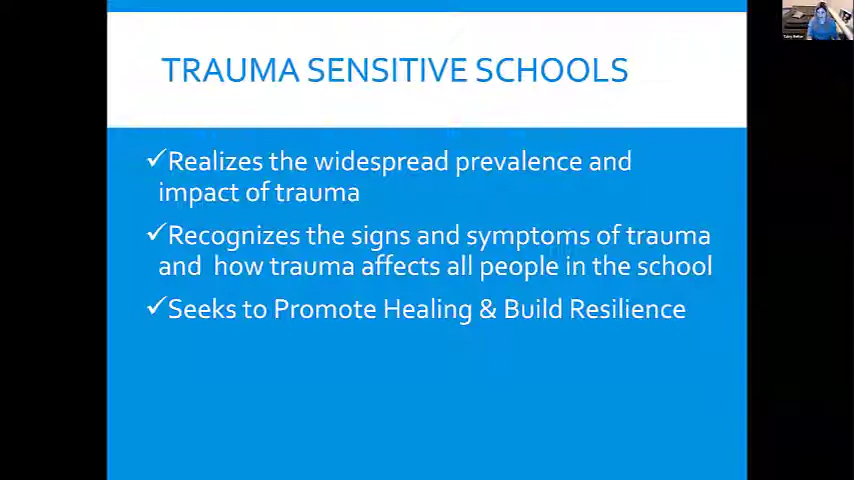 TRAUMA SENSITIVE SCHOOLS
✓Realizes the widespread prevalence and
impact of trauma
✓Recognizes the signs and symptoms of trauma
and how trauma affects all people in the school
✓Seeks to Promote Healing & Build Resilience